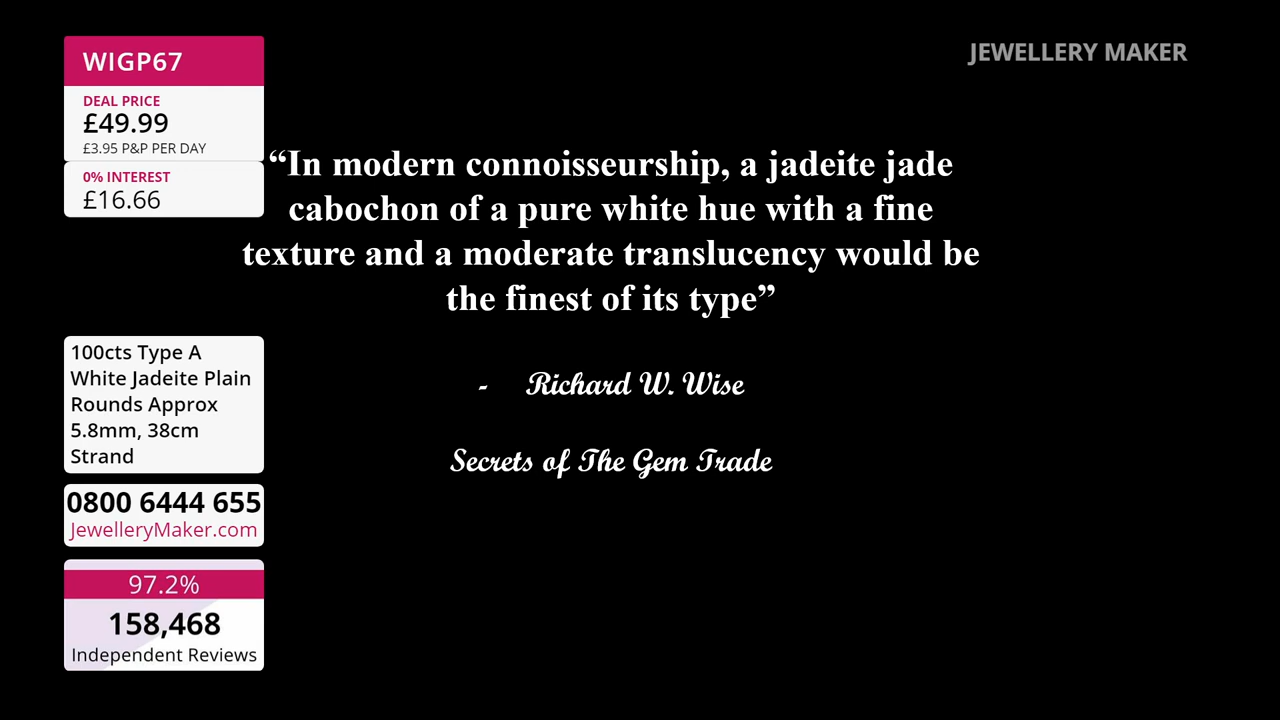 WIGP67
DEAL PRICE
£49.99
£3.95 P&P PER DAY
0% INTEREST
£16.66
JEWELLERY MAKER
“In modern connoisseurship, a jadeite jade
cabochon of a pure white hue with a fine
texture and a moderate translucency would be
the finest of its type”
- Richard W. Wise
Secrets of The Gem Trade
100cts Type A
White Jadeite Plain
Rounds Approx
5.8mm, 38cm
Strand
0800 6444 655
JewelleryMaker.com
97.2%
158,468
Independent Reviews